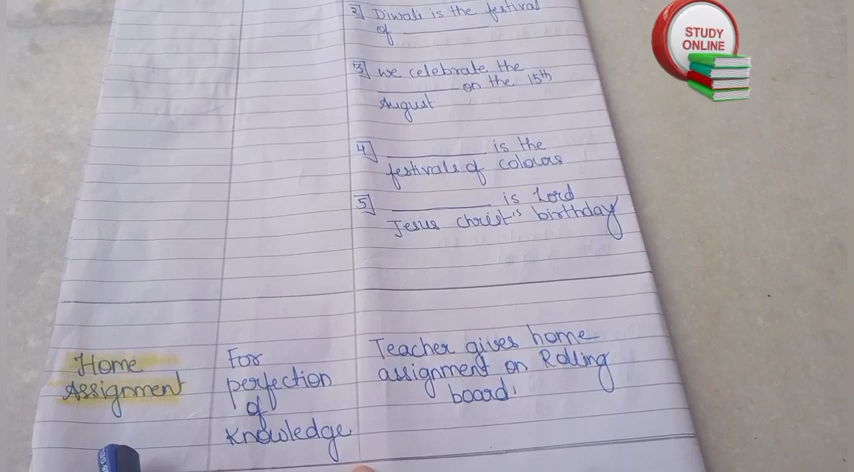 2] Diwali is the festival
of
3] we celebrate the
________ on the 15th
August
4] ________ is the
festivals of colours
5] ________ is Lord
Jesus christ's birthday
Home
Assignment
For
perfection
of
Knowledge.
Teacher gives home
assignment on Rolling
board.
STUDY
ONLINE